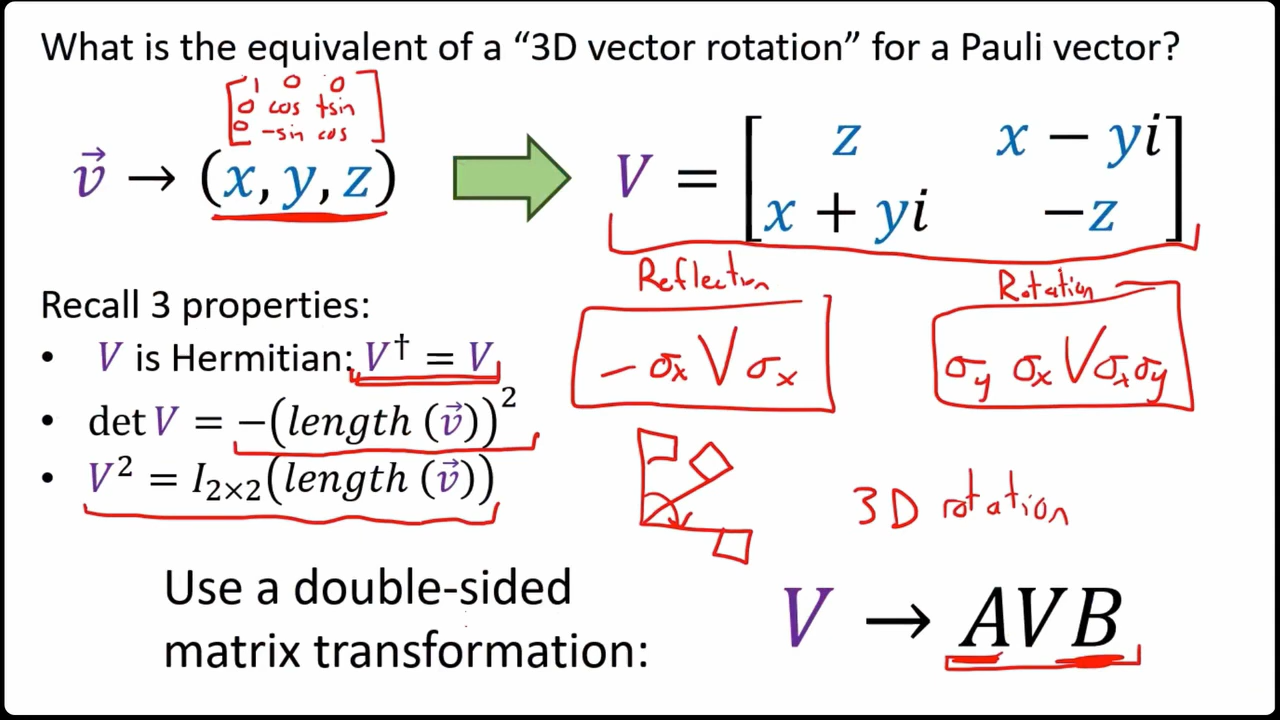 What is the equivalent of a “3D vector rotation” for a Pauli vector?
[1 0 0
0 cos +sin
0 -sin cos]
v⃗ → (x, y, z)
V = [z x − yi
x + yi −z]
Reflection
− σₓ V σₓ
Rotation
σy σₓ V σₓ σy
Recall 3 properties:
• V is Hermitian: V† = V
• det V = −(length (v⃗))²
• V² = I₂ₓ₂(length (v⃗))
3D rotation
Use a double-sided
matrix transformation:
V → AVB